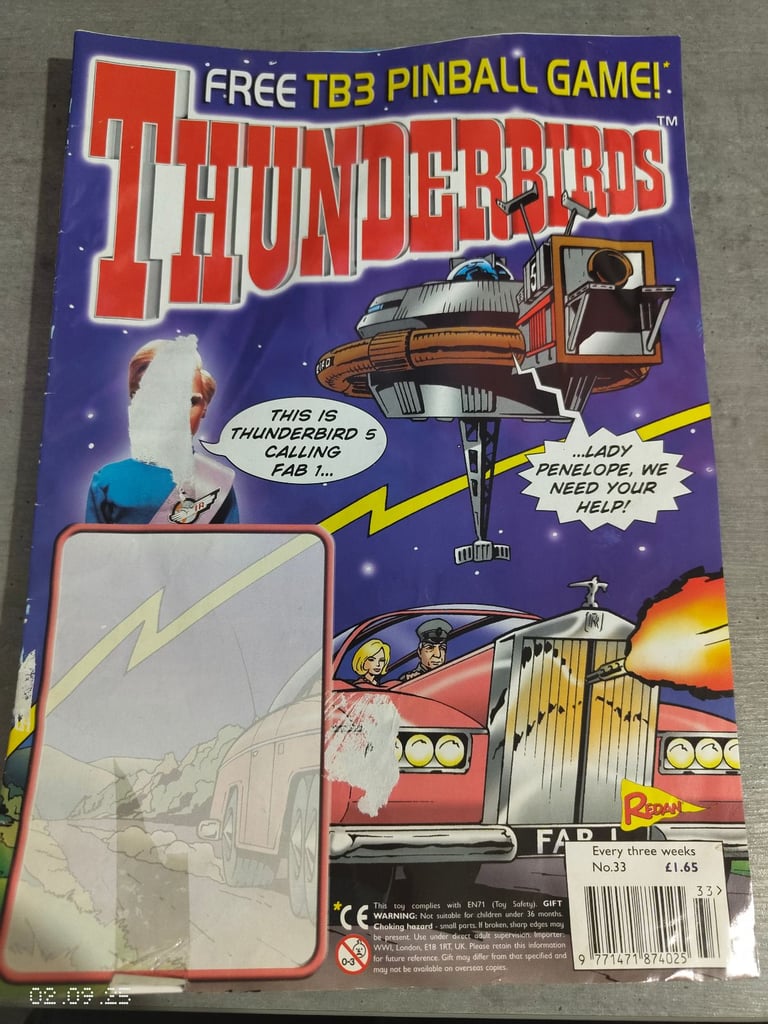 FREE TB3 PINBALL GAME!*
THUNDERBIRDS™
5
THIS IS
THUNDERBIRD 5
CALLING
FAB 1...
...LADY
PENELOPE, WE
NEED YOUR
HELP!
IR
RR
REDAN
FAB 1
Every three weeks
No.33 £1.65
33>
9 771471 874025
*CE This toy complies with EN71 (Toy Safety). GIFT
WARNING: Not suitable for children under 36 months.
Choking hazard - small parts. If broken, sharp edges may
be present. Use under direct adult supervision. Importer:
WWI, London, E18 1RT, UK. Please retain this information
for future reference. Gift may differ from that specified and
may not be available on overseas copies.
0-3
02.09.25